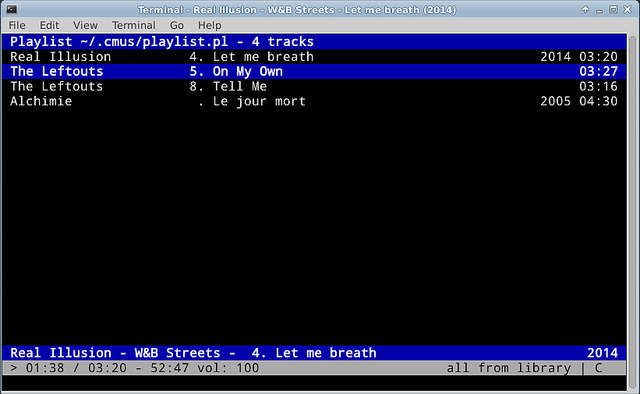 Terminal - Real Illusion - W&B Streets - Let me breath (2014)
File Edit View Terminal Go Help
Playlist ~/.cmus/playlist.pl - 4 tracks
Real Illusion 4. Let me breath 2014 03:20
The Leftouts 5. On My Own 03:27
The Leftouts 8. Tell Me 03:16
Alchimie . Le jour mort 2005 04:30
Real Illusion - W&B Streets - 4. Let me breath 2014
> 01:38 / 03:20 - 52:47 vol: 100 all from library | C